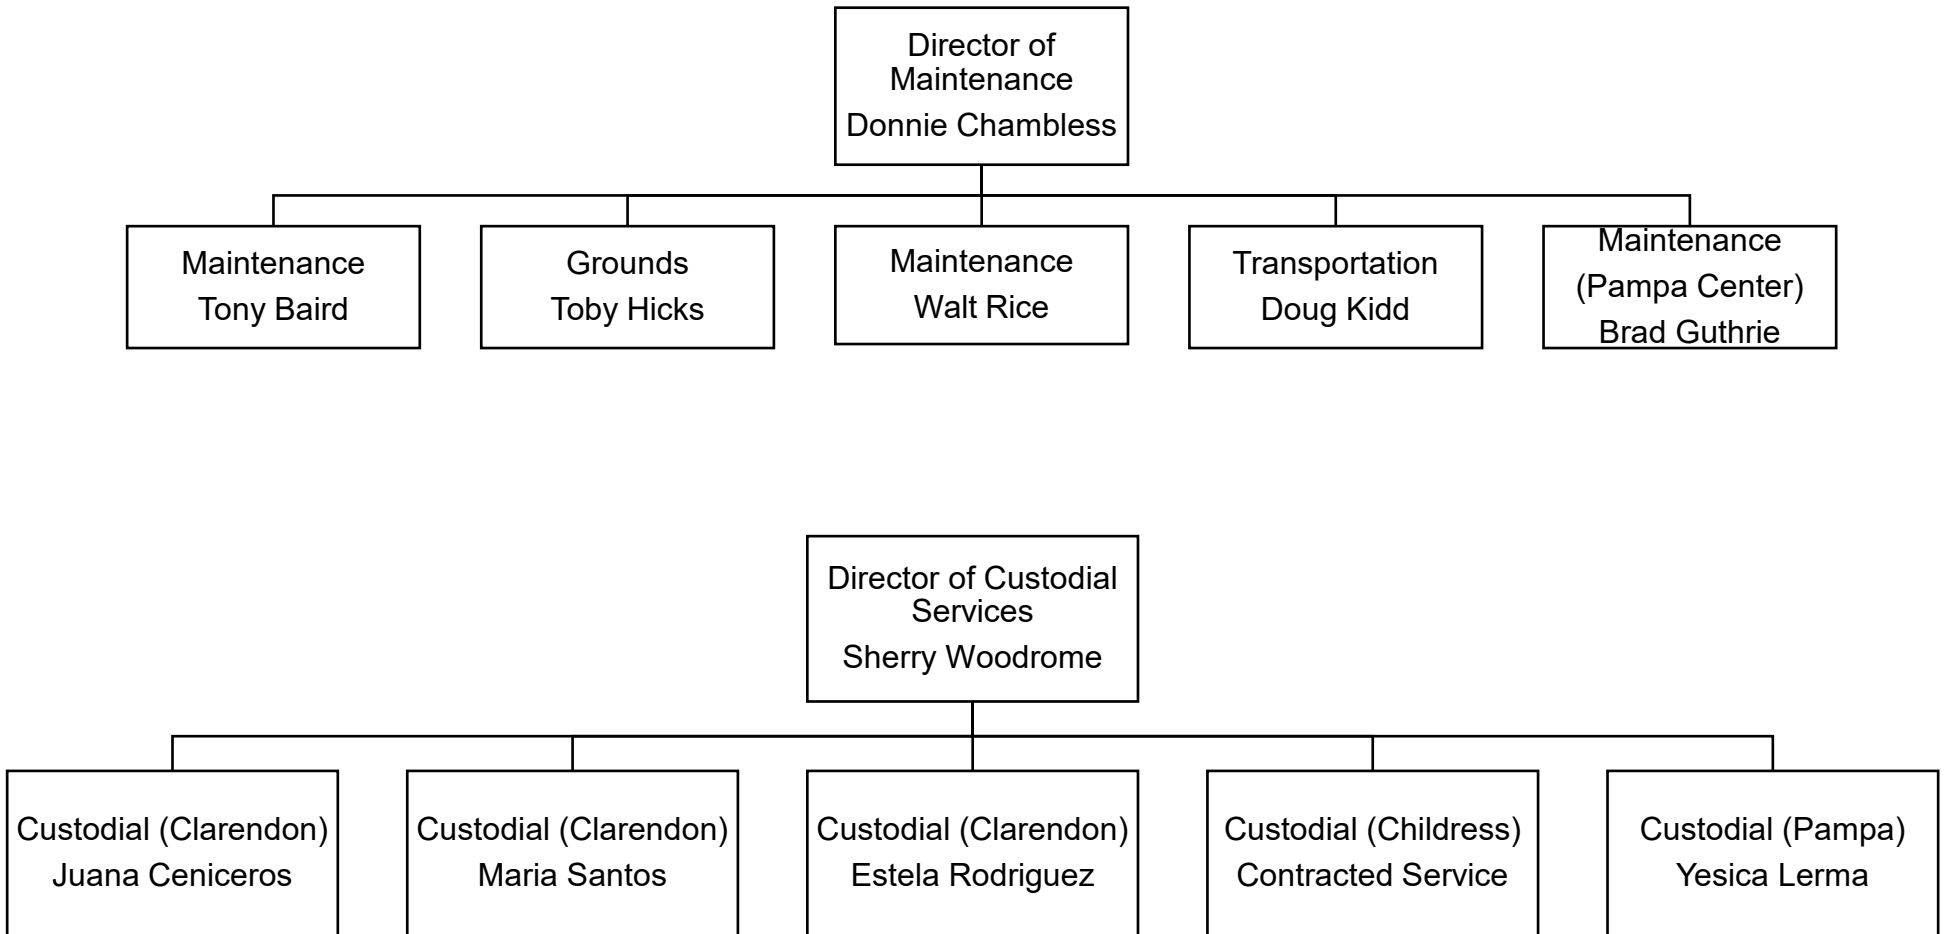 Director of
Maintenance
Donnie Chambless
Maintenance
Tony Baird
Grounds
Toby Hicks
Maintenance
Walt Rice
Transportation
Doug Kidd
Maintenance
(Pampa Center)
Brad Guthrie
Director of Custodial
Services
Sherry Woodrome
Custodial (Clarendon)
Juana Ceniceros
Custodial (Clarendon)
Maria Santos
Custodial (Clarendon)
Estela Rodriguez
Custodial (Childress)
Contracted Service
Custodial (Pampa)
Yesica Lerma